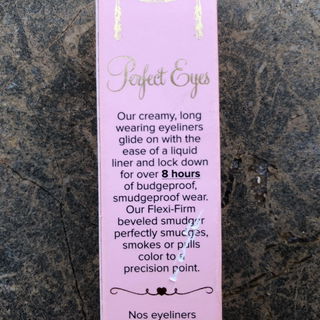 Perfect Eyes
Our creamy, long
wearing eyeliners
glide on with the
ease of a liquid
liner and lock down
for over 8 hours
of budgeproof,
smudgeproof wear.
Our Flexi-Firm
beveled smudger
perfectly smudges,
smokes or pulls
color to a
precision point.
Nos eyeliners